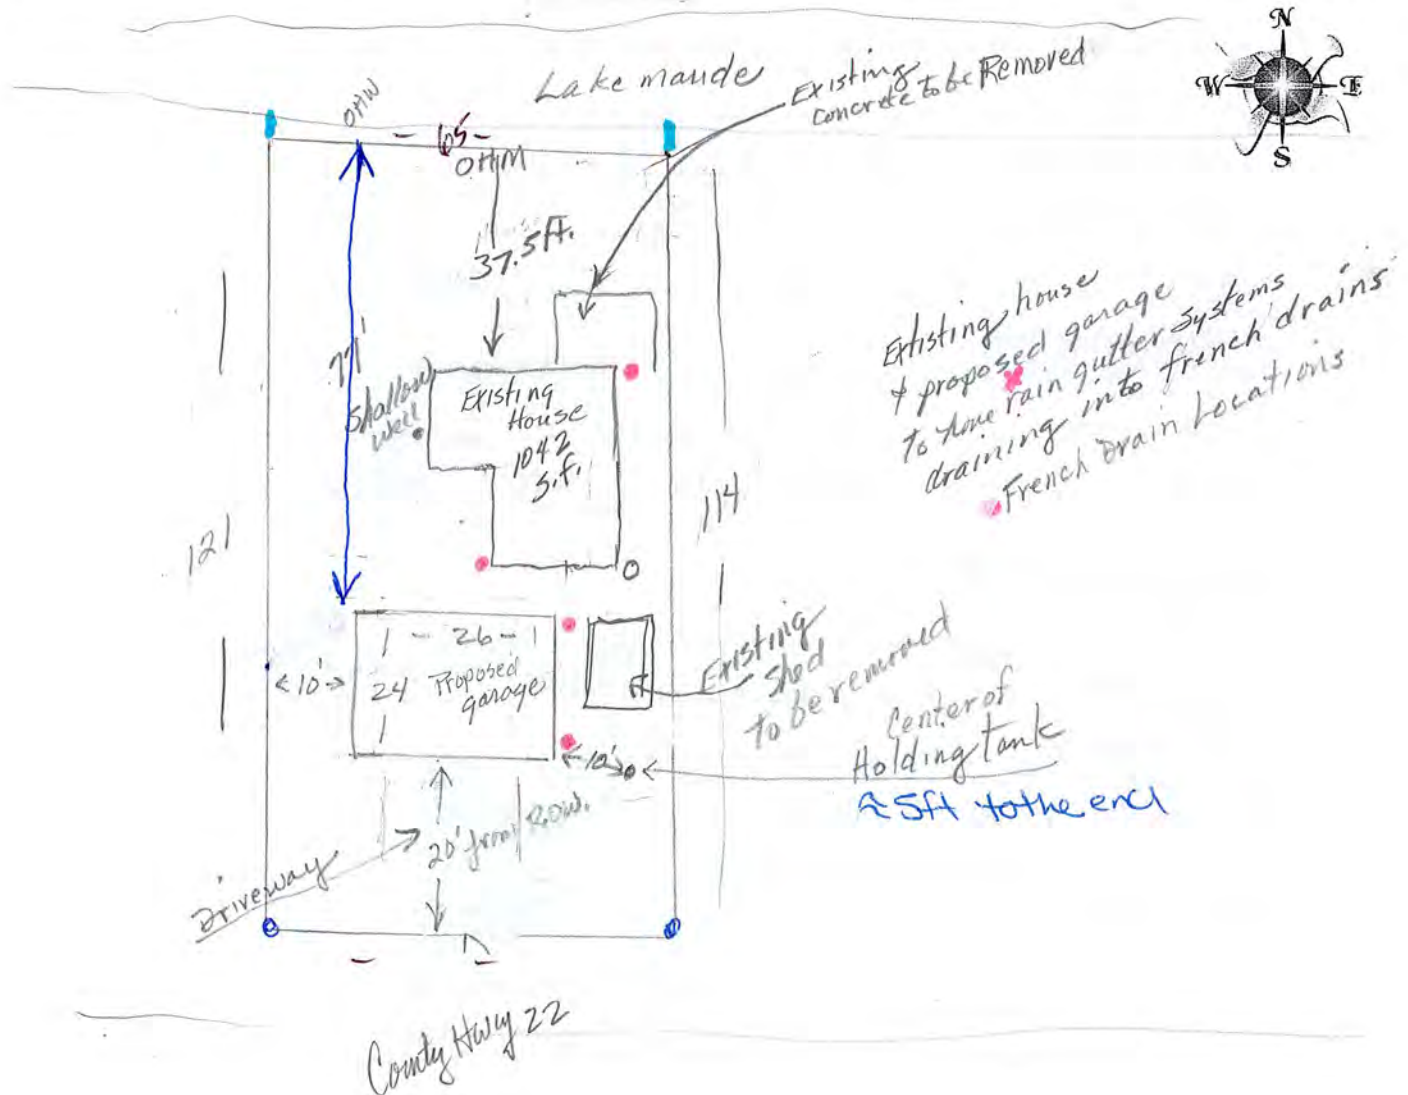 N
W E
S
Lake maude
Existing
concrete to be Removed
OHW
- 65 -
OHM
37.5ft.
77'
Shallow
well
Existing
House
1042
S.f.
Existing house
& proposed garage
to have rain gutter systems
draining into french drains
French Drain Locations
121
114
1 - 26 - 1
24 Proposed
garage
1
<10'>
Existing
Shed
to be removed
Center of
Holding tank
≈ 5ft to the end
←10'→
20' from R.O.W.
Driveway
County Hwy 22